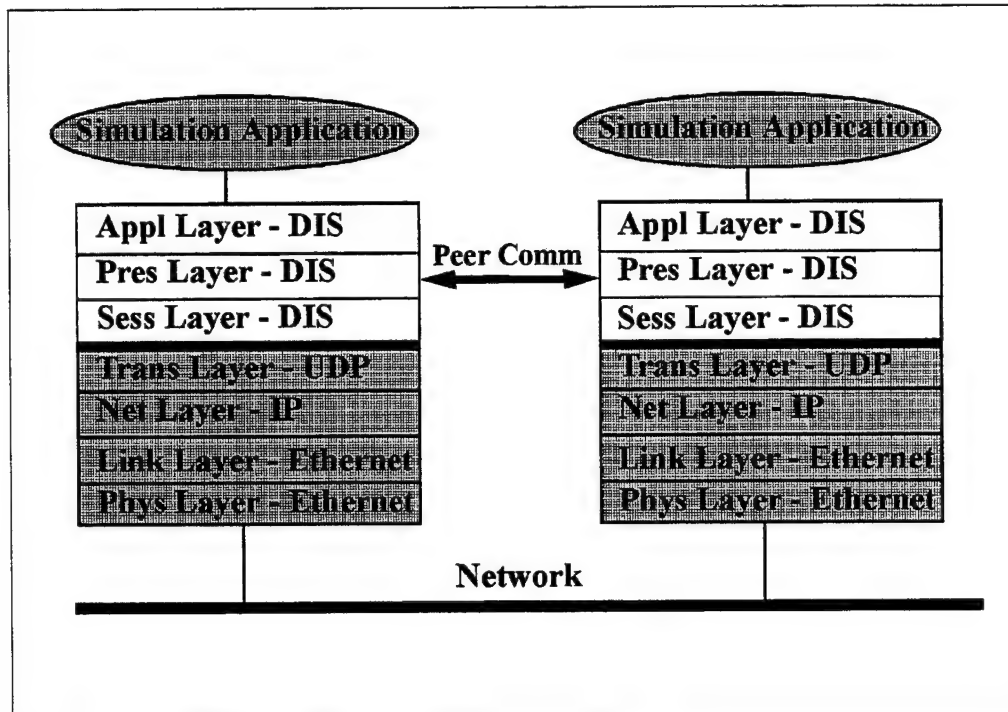 Simulation Application
Appl Layer - DIS
Pres Layer - DIS
Sess Layer - DIS
Trans Layer - UDP
Net Layer - IP
Link Layer - Ethernet
Phys Layer - Ethernet
Peer Comm
Simulation Application
Appl Layer - DIS
Pres Layer - DIS
Sess Layer - DIS
Trans Layer - UDP
Net Layer - IP
Link Layer - Ethernet
Phys Layer - Ethernet
Network